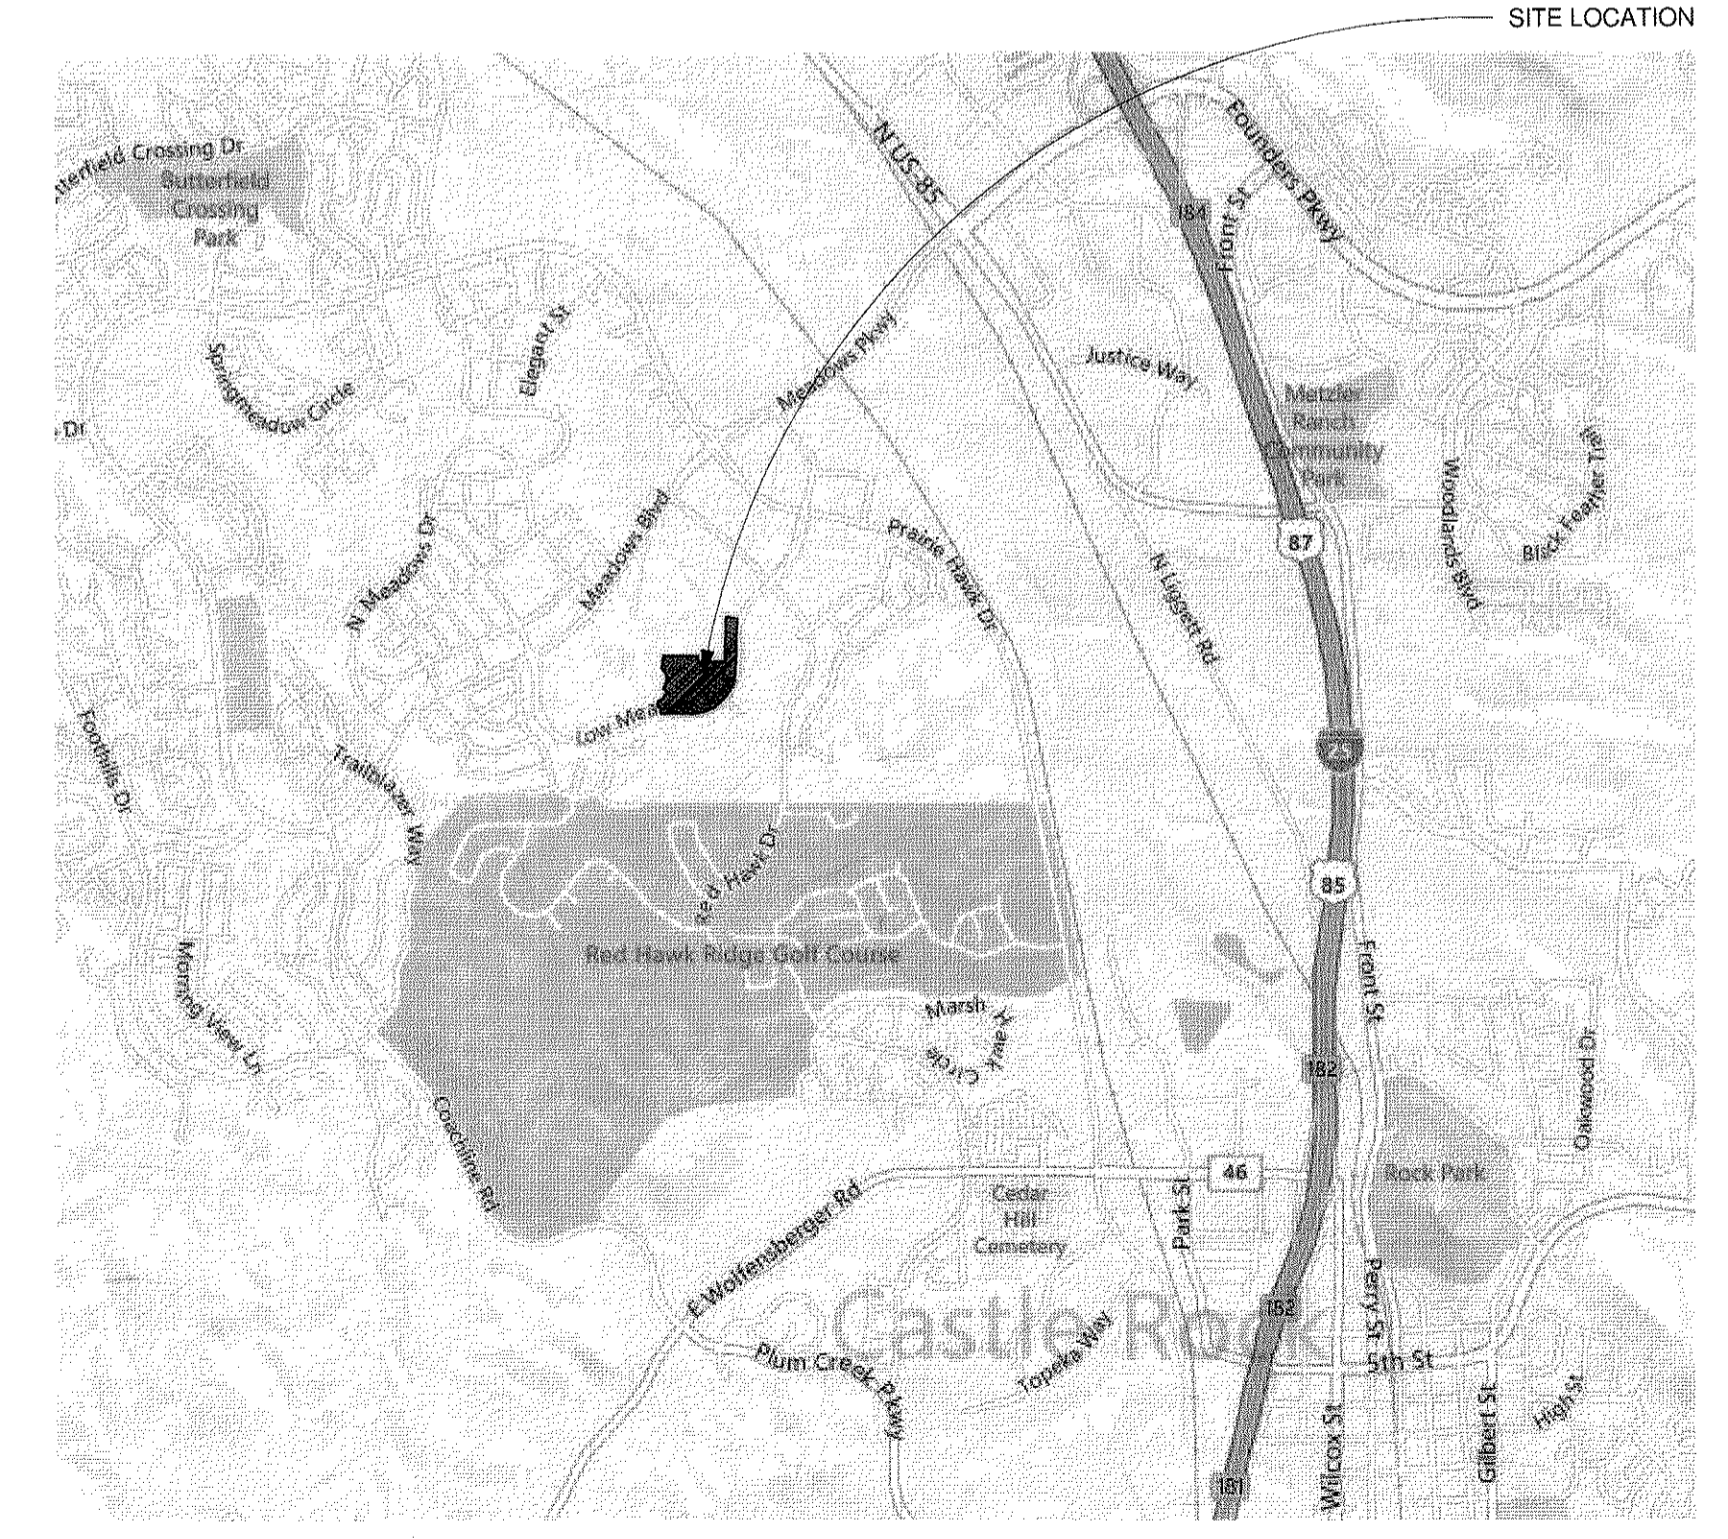 SITE LOCATION
N US-85
Founders Pkwy
tterfield Crossing Dr
Butterfield
Crossing
Park
184
Front St
Elegant St
Meadows Pkwy
Justice Way
Springmeadow Circle
Dr
Metzler
Ranch
Community
Park
Woodlands Blvd
Black Feather Trail
N Meadows Dr
Meadows Blvd
Prairie Hawk Dr
87
N Liggett Rd
Low Mea
Foothills Dr
Trailblazer Way
25
Red Hawk Dr
85
Red Hawk Ridge Golf Course
Morning View Ln
Front St
Marsh Hawk Circle
182
Oakwood Dr
Coachline Rd
46
Rock Park
Cedar
Hill
Cemetery
Park St
E Wolfensberger Rd
Castle Rock
182
Perry St
Plum Creek Pkwy
Topeka Way
5th St
High St
Gilbert St
Wilcox St
181